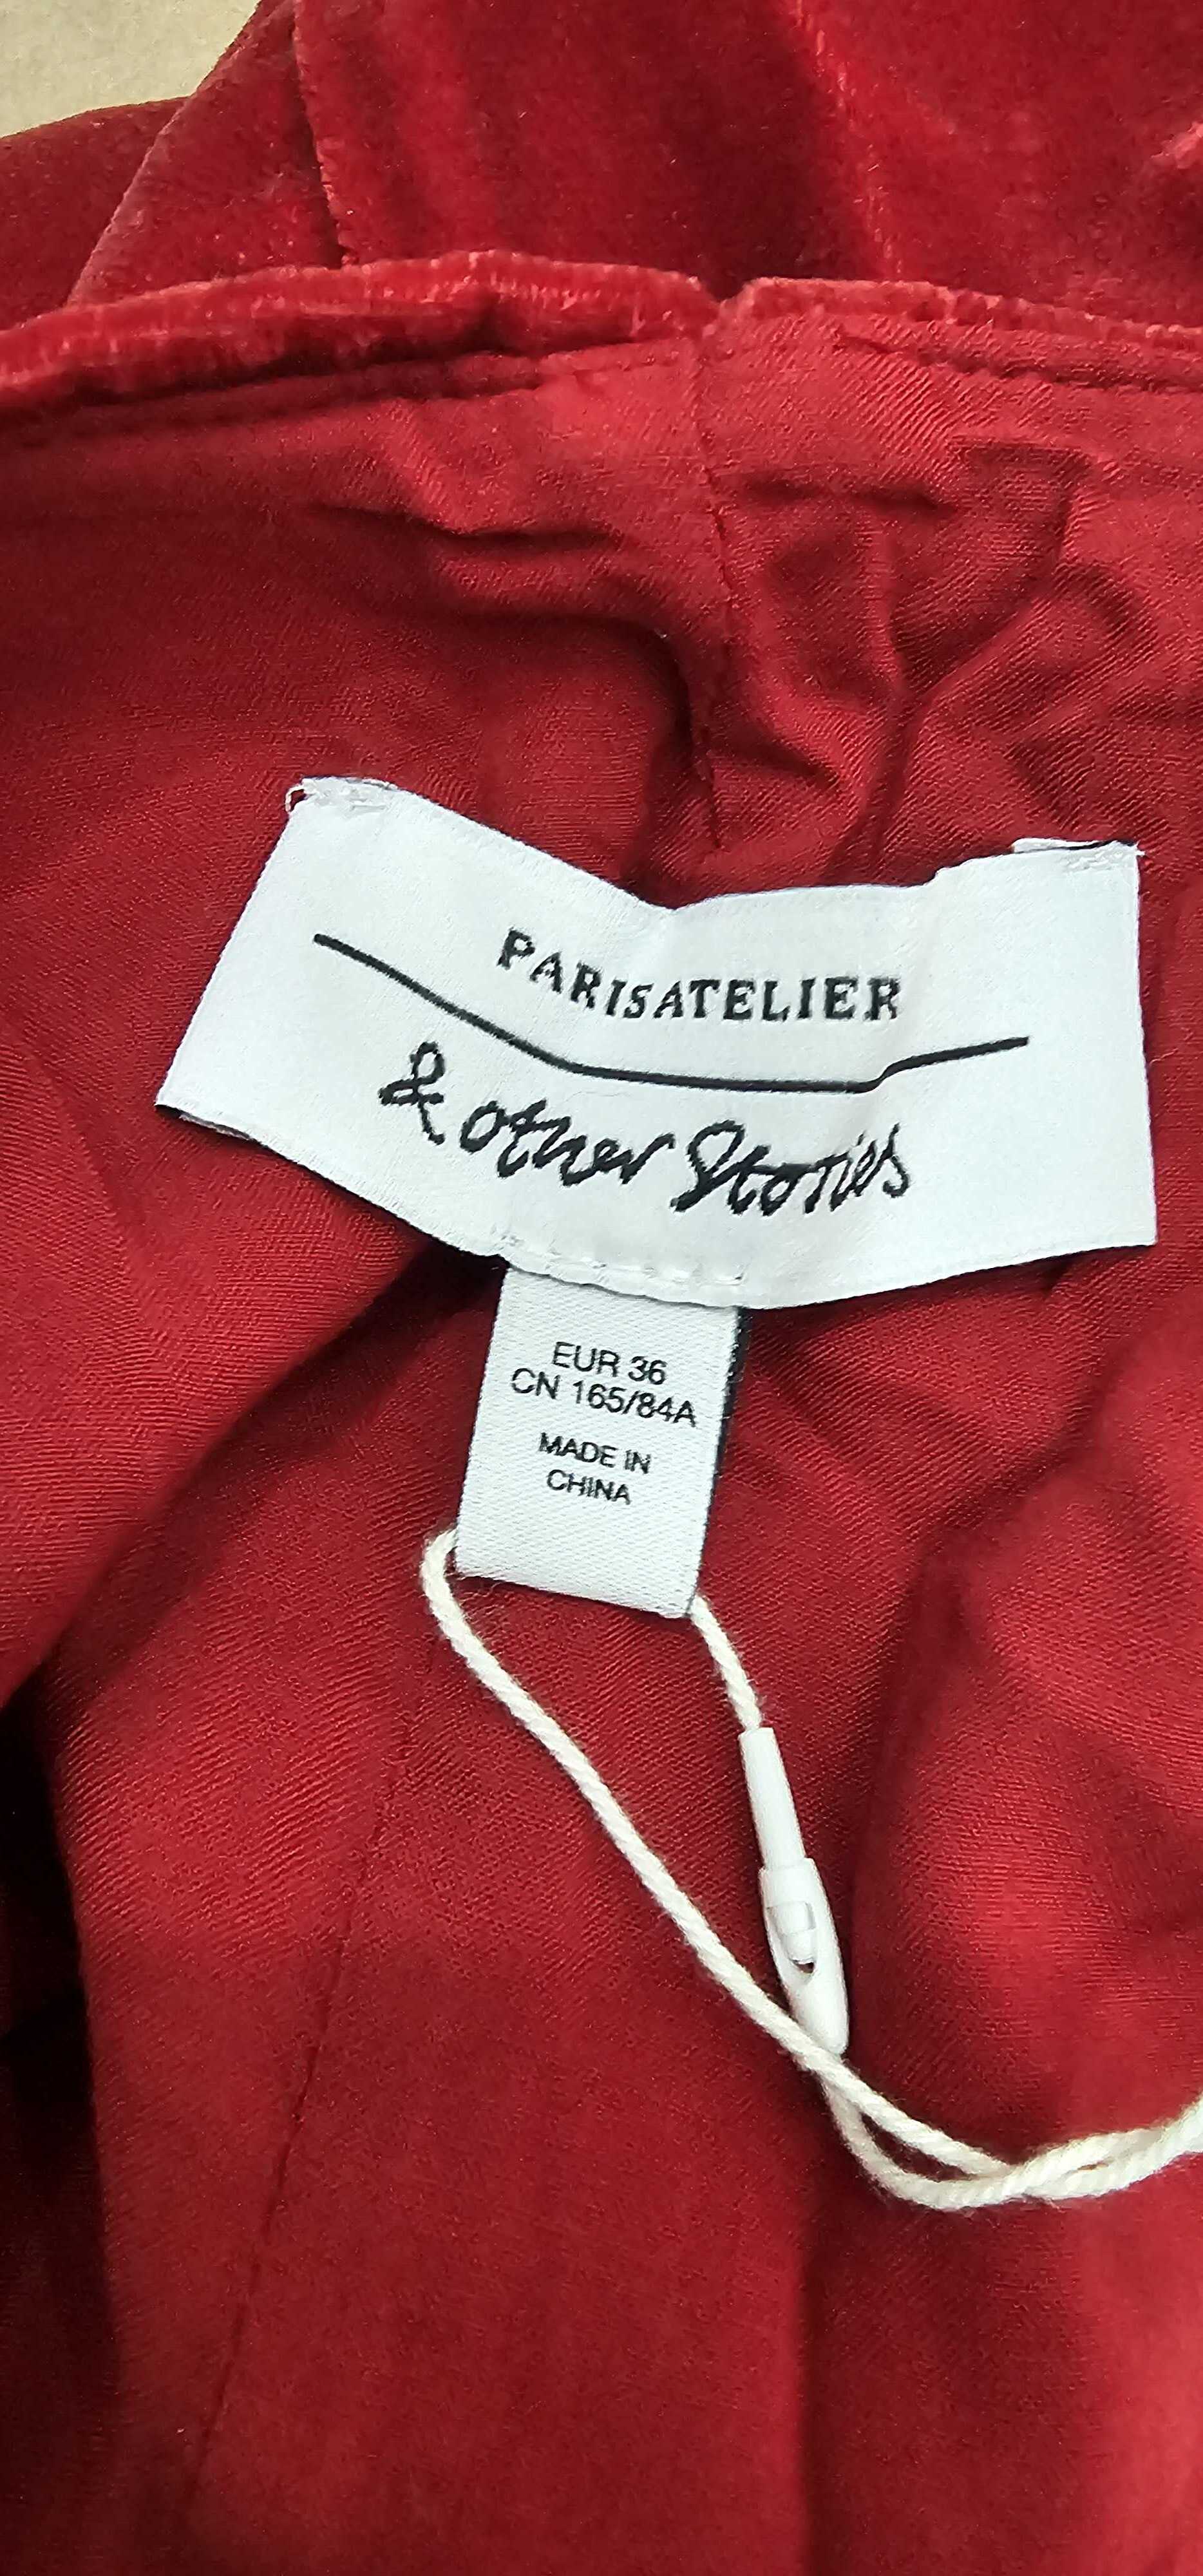 PARISATELIER
& other Stories
EUR 36
CN 165/84A
MADE IN
CHINA